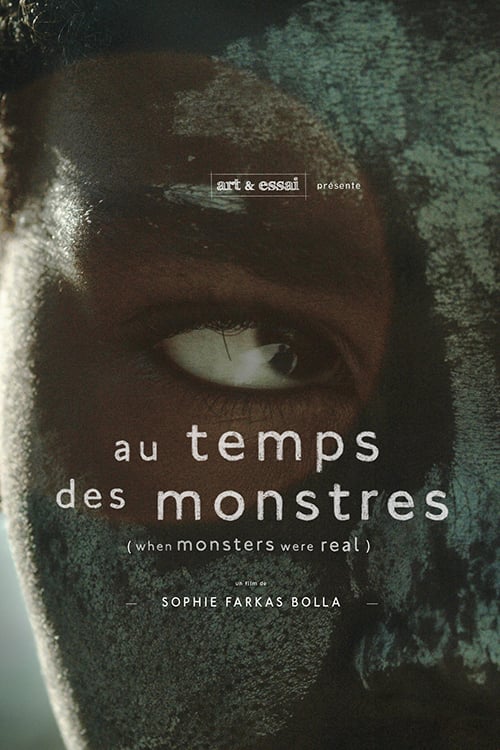 art & essai présente
au temps
des monstres
(when monsters were real)
un film de
SOPHIE FARKAS BOLLA